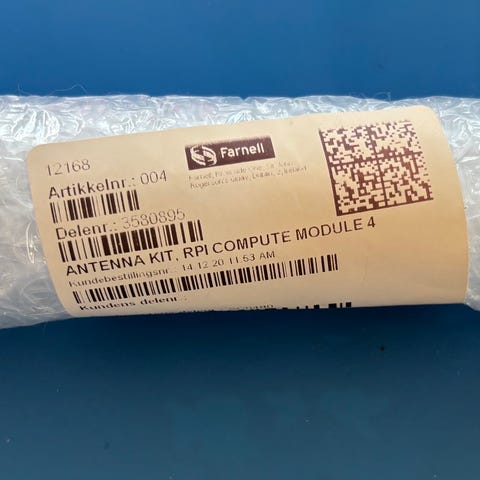 12168
Farnell
Artikkelnr.: 004
Delenr.: 3580895
ANTENNA KIT, RPI COMPUTE MODULE 4
Kundebestillingsnr.: 14.12.20 11.53 AM
Kundens delenr.: